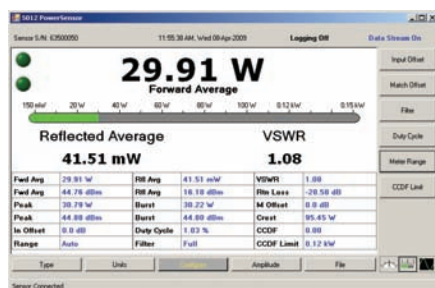 5012 PowerSensor
Sensor S/N 63500050 11:55:38 AM, Wed 08-Apr-2009 Logging Off Data Stream On
29.91 W
Forward Average
150 mW 20 W 40 W 60 W 80 W 100 W 0.12 kW 0.15 kW
Reflected Average VSWR
41.51 mW 1.08
Fwd Avg 29.91 W Rfl Avg 41.51 mW VSWR 1.08
Fwd Avg 44.76 dBm Rfl Avg 16.18 dBm Rtn Loss -28.58 dB
Peak 30.79 W Burst 30.22 W M Offset 0.0 dB
Peak 44.88 dBm Burst 44.80 dBm Crest
In Offset 0.0 dB Duty Cycle CCDF 0.00
Range Auto Filter Full CCDF Limit 0.12 kW
Input Offset
Match Offset
Filter
Duty Cycle
Meter Range
CCDF Limit
Type Units Configure Amplitude File
Sensor Connected